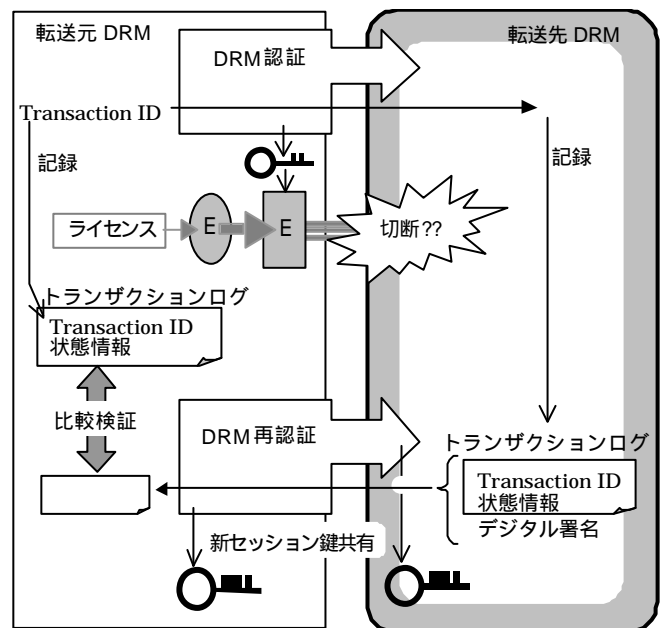 転送元 DRM
転送先 DRM
DRM認証
Transaction ID
記録
記録
ライセンス
E
E
切断??
トランザクションログ
Transaction ID
状態情報
比較検証
DRM再認証
トランザクションログ
Transaction ID
状態情報
デジタル署名
新セッション鍵共有